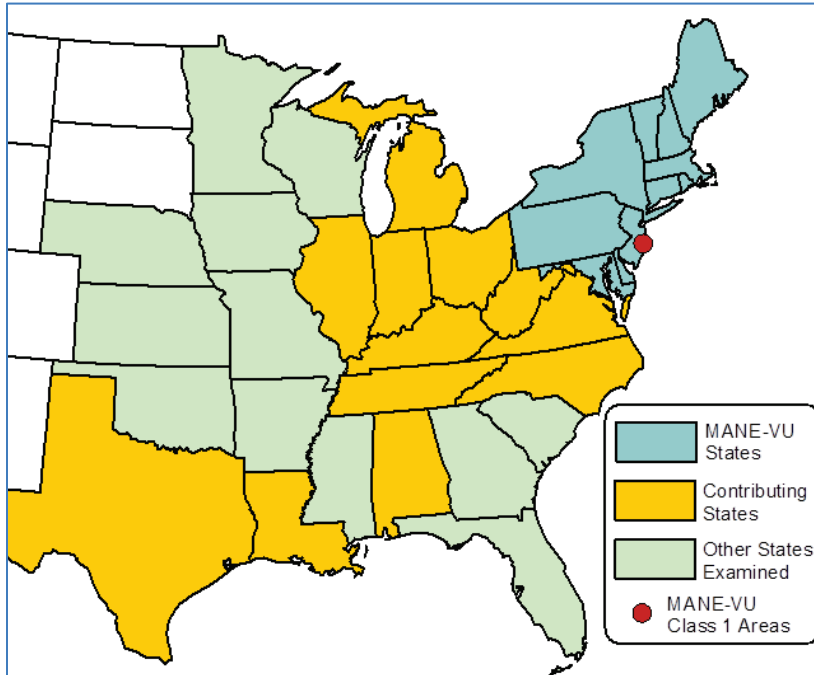 MANE-VU
States
Contributing
States
Other States
Examined
MANE-VU
Class 1 Areas